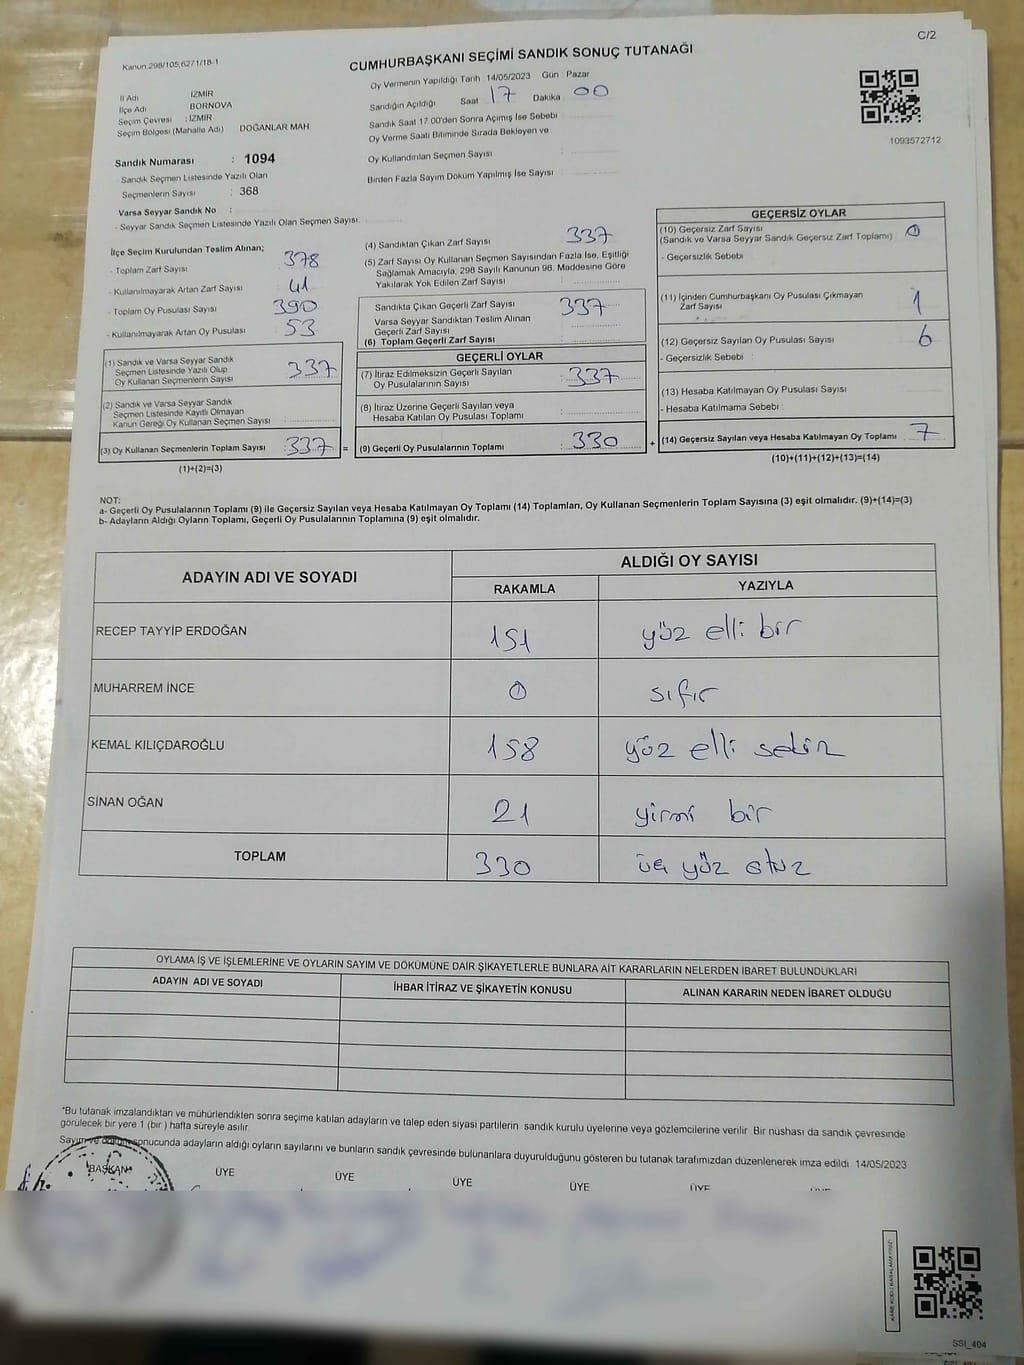 C/2
Kanun.298/105;6271/18-1
CUMHURBAŞKANI SEÇİMİ SANDIK SONUÇ TUTANAĞI
Oy Vermenin Yapıldığı Tarih 14/05/2023 Gün : Pazar
İl Adı İZMİR
İlçe Adı BORNOVA
Seçim Çevresi : İZMİR
Seçim Bölgesi (Mahalle Adı) DOĞANLAR MAH
Sandığın Açıldığı Saat 17 Dakika 00
Sandık Saat 17:00'den Sonra Açımış İse Sebebi :
Oy Verme Saati Bitiminde Sırada Bekleyen ve
Oy Kullandırılan Seçmen Sayısı :
Birden Fazla Sayım Döküm Yapılmış İse Sayısı :
1093572712
Sandık Numarası : 1094
Sandık Seçmen Listesinde Yazılı Olan
Seçmenlerin Sayısı : 368
Varsa Seyyar Sandık No :
- Seyyar Sandık Seçmen Listesinde Yazılı Olan Seçmen Sayısı:
İlçe Seçim Kurulundan Teslim Alınan;
- Toplam Zarf Sayısı 378
- Kullanılmayarak Artan Zarf Sayısı 41
- Toplam Oy Pusulası Sayısı 390
- Kullanılmayarak Artan Oy Pusulası 53
(1) Sandık ve Varsa Seyyar Sandık
Seçmen Listesinde Yazılı Olup
Oy Kullanan Seçmenlerin Sayısı 337
(2) Sandık ve Varsa Seyyar Sandık
Seçmen Listesinde Kayıtlı Olmayan
Kanun Gereği Oy Kullanan Seçmen Sayısı :
(3) Oy Kullanan Seçmenlerin Toplam Sayısı : 337 =
(1)+(2)=(3)
(4) Sandıktan Çıkan Zarf Sayısı 337
(5) Zarf Sayısı Oy Kullanan Seçmen Sayısından Fazla İse, Eşitliği
Sağlamak Amacıyla, 298 Sayılı Kanunun 98. Maddesine Göre
Yakılarak Yok Edilen Zarf Sayısı :
Sandıkta Çıkan Geçerli Zarf Sayısı 337
Varsa Seyyar Sandıktan Teslim Alınan
Geçerli Zarf Sayısı :
(6) Toplam Geçerli Zarf Sayısı :
GEÇERLİ OYLAR
(7) İtiraz Edilmeksizin Geçerli Sayılan
Oy Pusulalarının Sayısı : 337
(8) İtiraz Üzerine Geçerli Sayılan veya
Hesaba Katılan Oy Pusulası Toplamı :
(9) Geçerli Oy Pusulalarının Toplamı : 330 +
GEÇERSİZ OYLAR
(10) Geçersiz Zarf Sayısı 0
(Sandık ve Varsa Seyyar Sandık Geçersiz Zarf Toplamı)
- Geçersizlik Sebebi
(11) İçinden Cumhurbaşkanı Oy Pusulası Çıkmayan
Zarf Sayısı 1
(12) Geçersiz Sayılan Oy Pusulası Sayısı 6
- Geçersizlik Sebebi :
(13) Hesaba Katılmayan Oy Pusulası Sayısı
- Hesaba Katılmama Sebebi :
(14) Geçersiz Sayılan veya Hesaba Katılmayan Oy Toplamı 7
(10)+(11)+(12)+(13)=(14)
NOT:
a- Geçerli Oy Pusulalarının Toplamı (9) ile Geçersiz Sayılan veya Hesaba Katılmayan Oy Toplamı (14) Toplamları, Oy Kullanan Seçmenlerin Toplam Sayısına (3) eşit olmalıdır. (9)+(14)=(3)
b- Adayların Aldığı Oyların Toplamı, Geçerli Oy Pusulalarının Toplamına (9) eşit olmalıdır.
ADAYIN ADI VE SOYADI ALDIĞI OY SAYISI
RAKAMLA YAZIYLA
RECEP TAYYİP ERDOĞAN 151 yüz elli bir
MUHARREM İNCE 0 sıfır
KEMAL KILIÇDAROĞLU 158 yüz elli sekiz
SİNAN OĞAN 21 yirmi bir
TOPLAM 330 üç yüz otuz
OYLAMA İŞ VE İŞLEMLERİNE VE OYLARIN SAYIM VE DÖKÜMÜNE DAİR ŞİKAYETLERLE BUNLARA AİT KARARLARIN NELERDEN İBARET BULUNDUKLARI
ADAYIN ADI VE SOYADI İHBAR İTİRAZ VE ŞİKAYETİN KONUSU ALINAN KARARIN NEDEN İBARET OLDUĞU
*Bu tutanak imzalandıktan ve mühürlendikten sonra seçime katılan adayların ve talep eden siyasi partilerin sandık kurulu üyelerine veya gözlemcilerine verilir. Bir nüshası da sandık çevresinde
görülecek bir yere 1 (bir) hafta süreyle asılır.
Sayım ve döküm sonucunda adayların aldığı oyların sayılarını ve bunların sandık çevresinde bulunanlara duyurulduğunu gösteren bu tutanak tarafımızdan düzenlenerek imza edildi. 14/05/2023
BAŞKAN ÜYE ÜYE ÜYE ÜYE ÜYE ÜYE
SSI_404